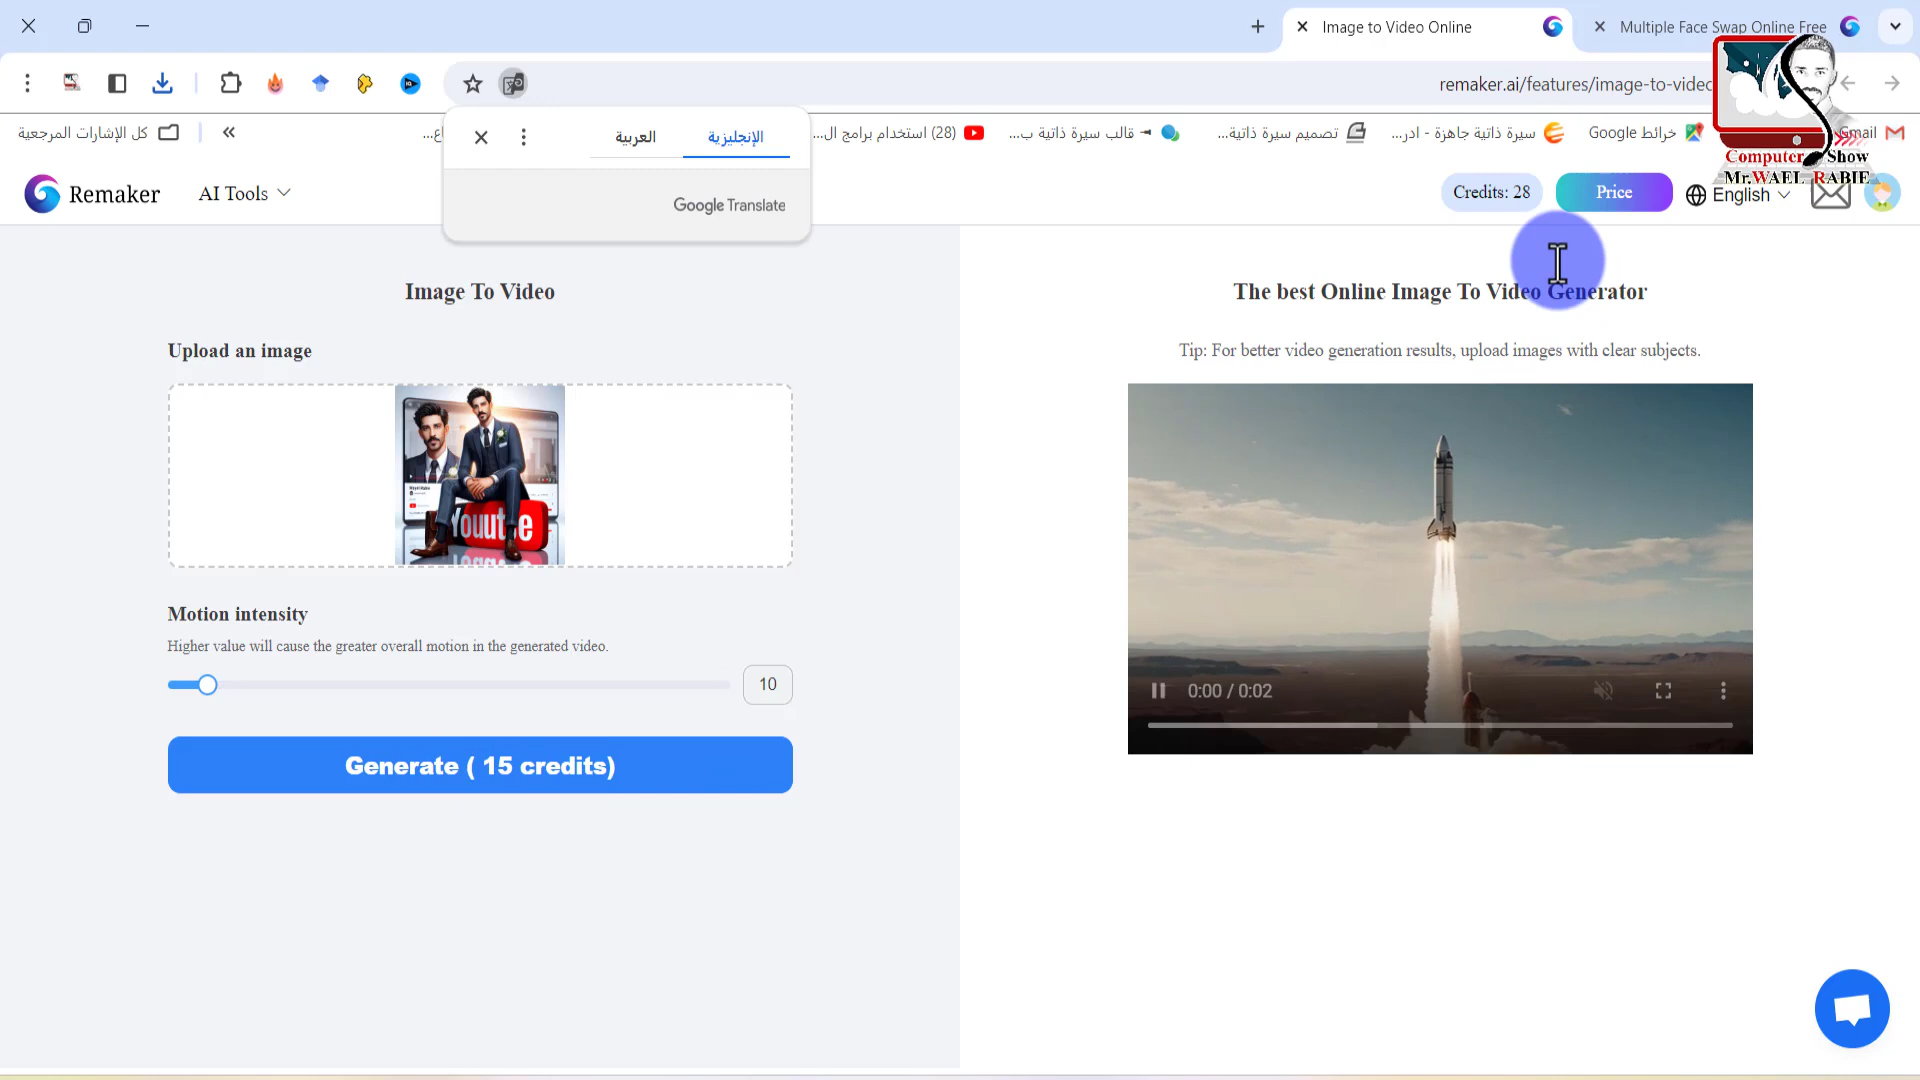 Image to Video Online
Multiple Face Swap Online Free
remaker.ai/features/image-to-video
كل الإشارات المرجعية
«
اع...
(28) استخدام برامج ال...
قالب سيرة ذاتية ب...
تصميم سيرة ذاتية...
سيرة ذاتية جاهزة - ادر...
خرائط Google
Gmail
العربية
الإنجليزية
Google Translate
Computer Show
Mr.WAEL RABIE
Remaker
AI Tools
Credits: 28
Price
English
Image To Video
The best Online Image To Video Generator
Upload an image
Tip: For better video generation results, upload images with clear subjects.
Youutbe
Motion intensity
Higher value will cause the greater overall motion in the generated video.
10
0:00 / 0:02
Generate ( 15 credits)